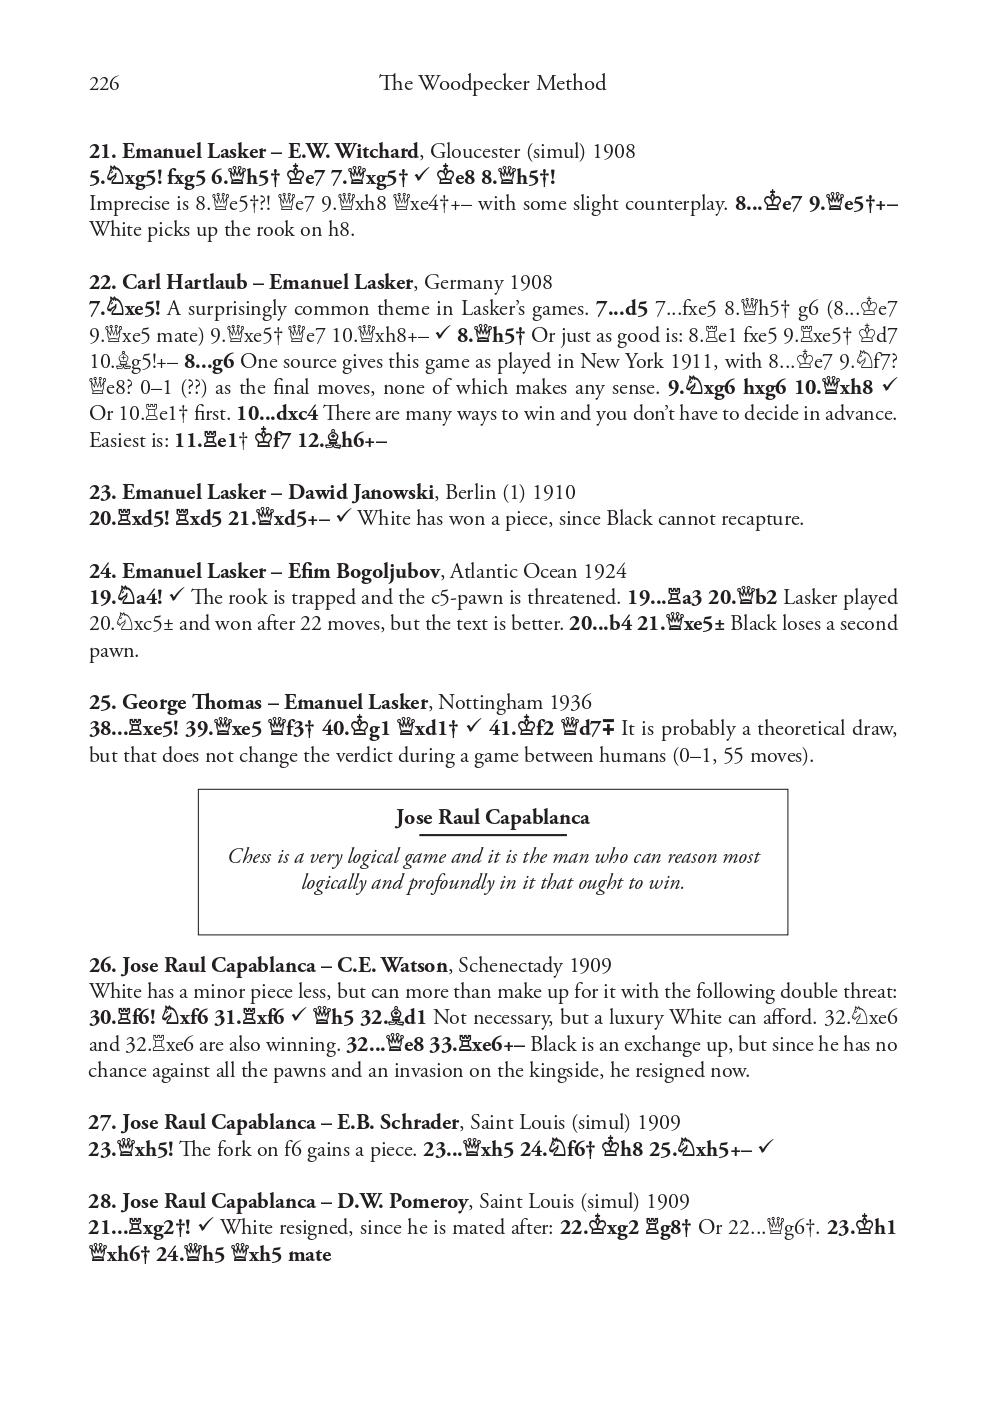 226
The Woodpecker Method
21. Emanuel Lasker – E.W. Witchard, Gloucester (simul) 1908
5.♘xg5! fxg5 6.♕h5† ♔e7 7.♕xg5† ✓ ♔e8 8.♕h5†!
Imprecise is 8.♕e5†?! ♕e7 9.♕xh8 ♕xe4†+– with some slight counterplay. 8...♔e7 9.♕e5†+–
White picks up the rook on h8.
22. Carl Hartlaub – Emanuel Lasker, Germany 1908
7.♘xe5! A surprisingly common theme in Lasker’s games. 7...d5 7...fxe5 8.♕h5† g6 (8...♔e7
9.♕xe5 mate) 9.♕xe5† ♕e7 10.♕xh8+– ✓ 8.♕h5† Or just as good is: 8.♖e1 fxe5 9.♖xe5† ♔d7
10.♗g5!+– 8...g6 One source gives this game as played in New York 1911, with 8...♔e7 9.♘f7?
♕e8? 0–1 (??) as the final moves, none of which makes any sense. 9.♘xg6 hxg6 10.♕xh8 ✓
Or 10.♖e1† first. 10...dxc4 There are many ways to win and you don’t have to decide in advance.
Easiest is: 11.♖e1† ♔f7 12.♗h6+–
23. Emanuel Lasker – Dawid Janowski, Berlin (1) 1910
20.♖xd5! ♖xd5 21.♕xd5+– ✓ White has won a piece, since Black cannot recapture.
24. Emanuel Lasker – Efim Bogoljubov, Atlantic Ocean 1924
19.♘a4! ✓ The rook is trapped and the c5-pawn is threatened. 19...♖a3 20.♕b2 Lasker played
20.♘xc5± and won after 22 moves, but the text is better. 20...b4 21.♕xe5± Black loses a second
pawn.
25. George Thomas – Emanuel Lasker, Nottingham 1936
38...♖xe5! 39.♕xe5 ♕f3† 40.♔g1 ♕xd1† ✓ 41.♔f2 ♕d7∓ It is probably a theoretical draw,
but that does not change the verdict during a game between humans (0–1, 55 moves).
Jose Raul Capablanca
Chess is a very logical game and it is the man who can reason most
logically and profoundly in it that ought to win.
26. Jose Raul Capablanca – C.E. Watson, Schenectady 1909
White has a minor piece less, but can more than make up for it with the following double threat:
30.♖f6! ♘xf6 31.♖xf6 ✓ ♕h5 32.♗d1 Not necessary, but a luxury White can afford. 32.♘xe6
and 32.♖xe6 are also winning. 32...♕e8 33.♖xe6+– Black is an exchange up, but since he has no
chance against all the pawns and an invasion on the kingside, he resigned now.
27. Jose Raul Capablanca – E.B. Schrader, Saint Louis (simul) 1909
23.♕xh5! The fork on f6 gains a piece. 23...♕xh5 24.♘f6† ♔h8 25.♘xh5+– ✓
28. Jose Raul Capablanca – D.W. Pomeroy, Saint Louis (simul) 1909
21...♖xg2†! ✓ White resigned, since he is mated after: 22.♔xg2 ♖g8† Or 22...♕g6†. 23.♔h1
♕xh6† 24.♕h5 ♕xh5 mate